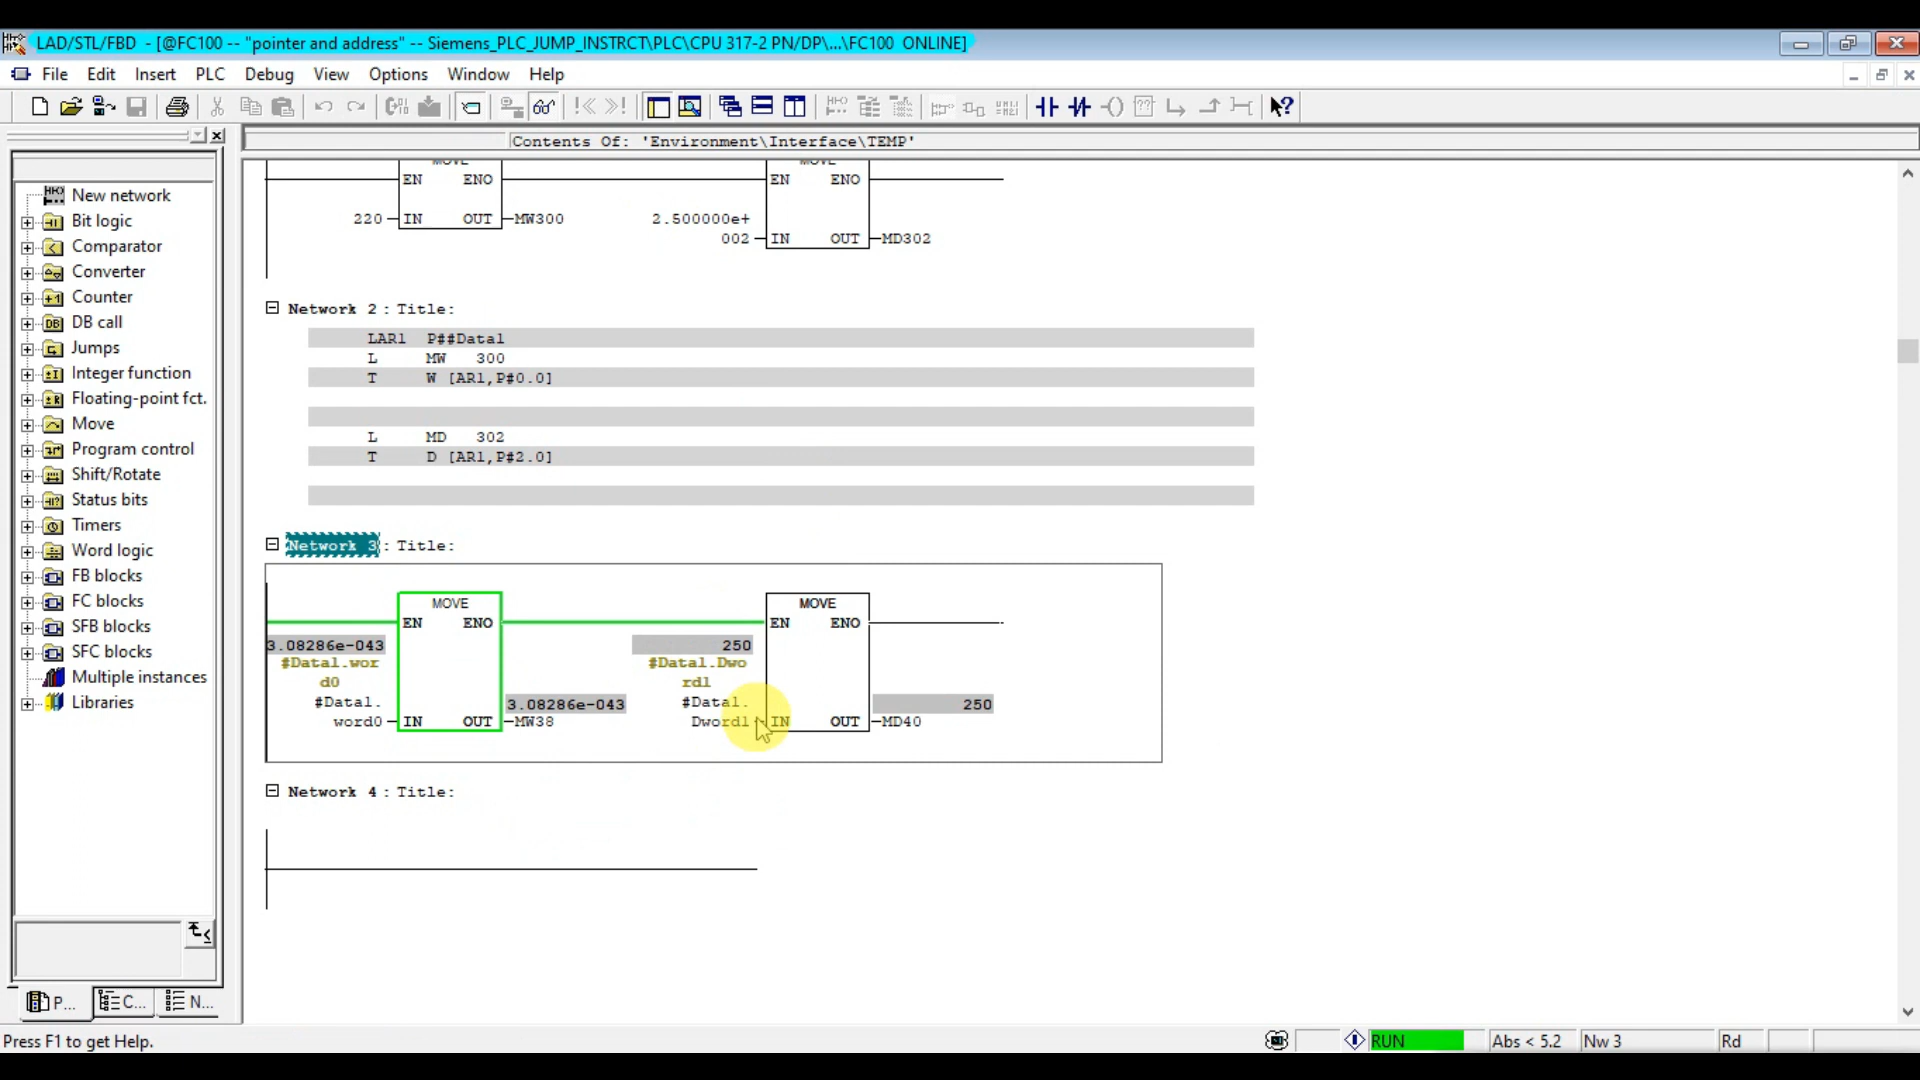 LAD/STL/FBD - [@FC100 -- "pointer and address" -- Siemens_PLC_JUMP_INSTRCT\PLC\CPU 317-2 PN/DP\...\FC100 ONLINE]
File Edit Insert PLC Debug View Options Window Help
Contents Of: 'Environment\Interface\TEMP'
New network
Bit logic
Comparator
Converter
Counter
DB call
Jumps
Integer function
Floating-point fct.
Move
Program control
Shift/Rotate
Status bits
Timers
Word logic
FB blocks
FC blocks
SFB blocks
SFC blocks
Multiple instances
Libraries
P... C... N...
MOVE MOVE
EN ENO EN ENO
220 IN OUT MW300 2.500000e+
002 IN OUT MD302
Network 2 : Title:
LAR1 P##Data1
L MW 300
T W [AR1,P#0.0]
L MD 302
T D [AR1,P#2.0]
Network 3 : Title:
MOVE MOVE
EN ENO EN ENO
3.08286e-043 250
#Data1.wor #Data1.Dwo
d0 rd1
#Data1. 3.08286e-043 #Data1. 250
word0 IN OUT MW38 Dword1 IN OUT MD40
Network 4 : Title:
Press F1 to get Help. RUN Abs < 5.2 Nw 3 Rd